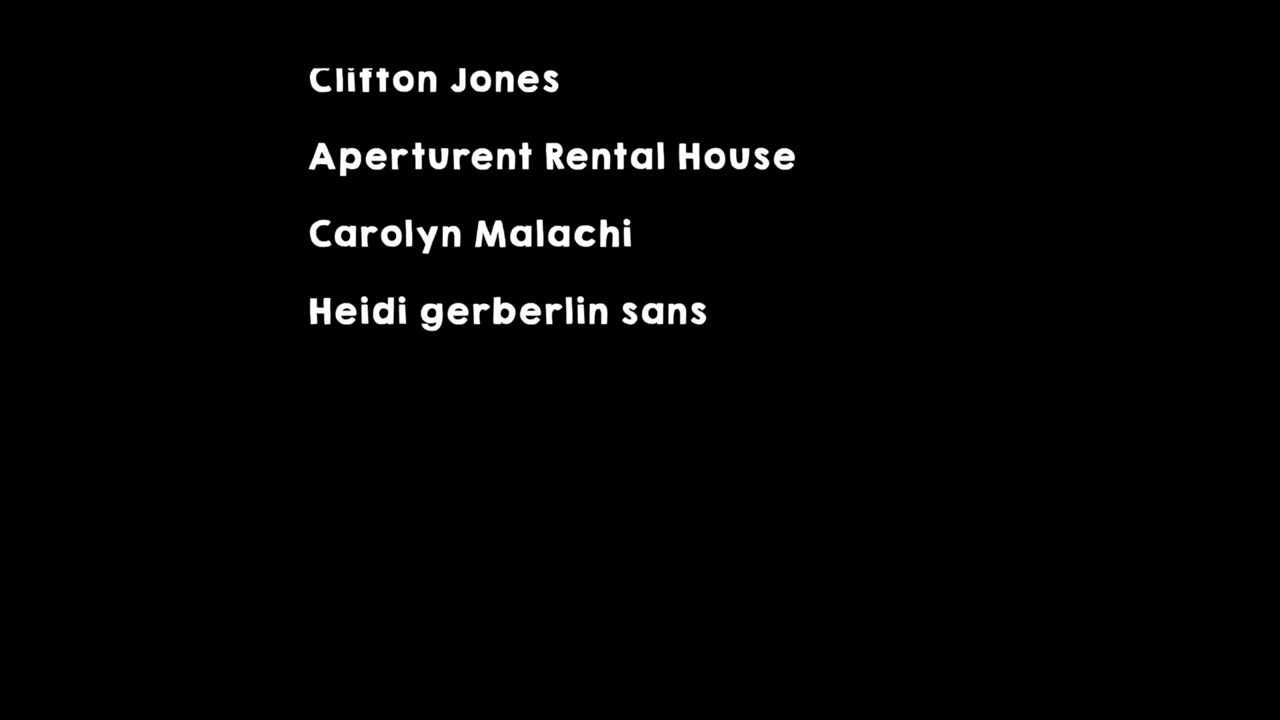 Clifton Jones
Aperturent Rental House
Carolyn Malachi
Heidi gerberlin sans